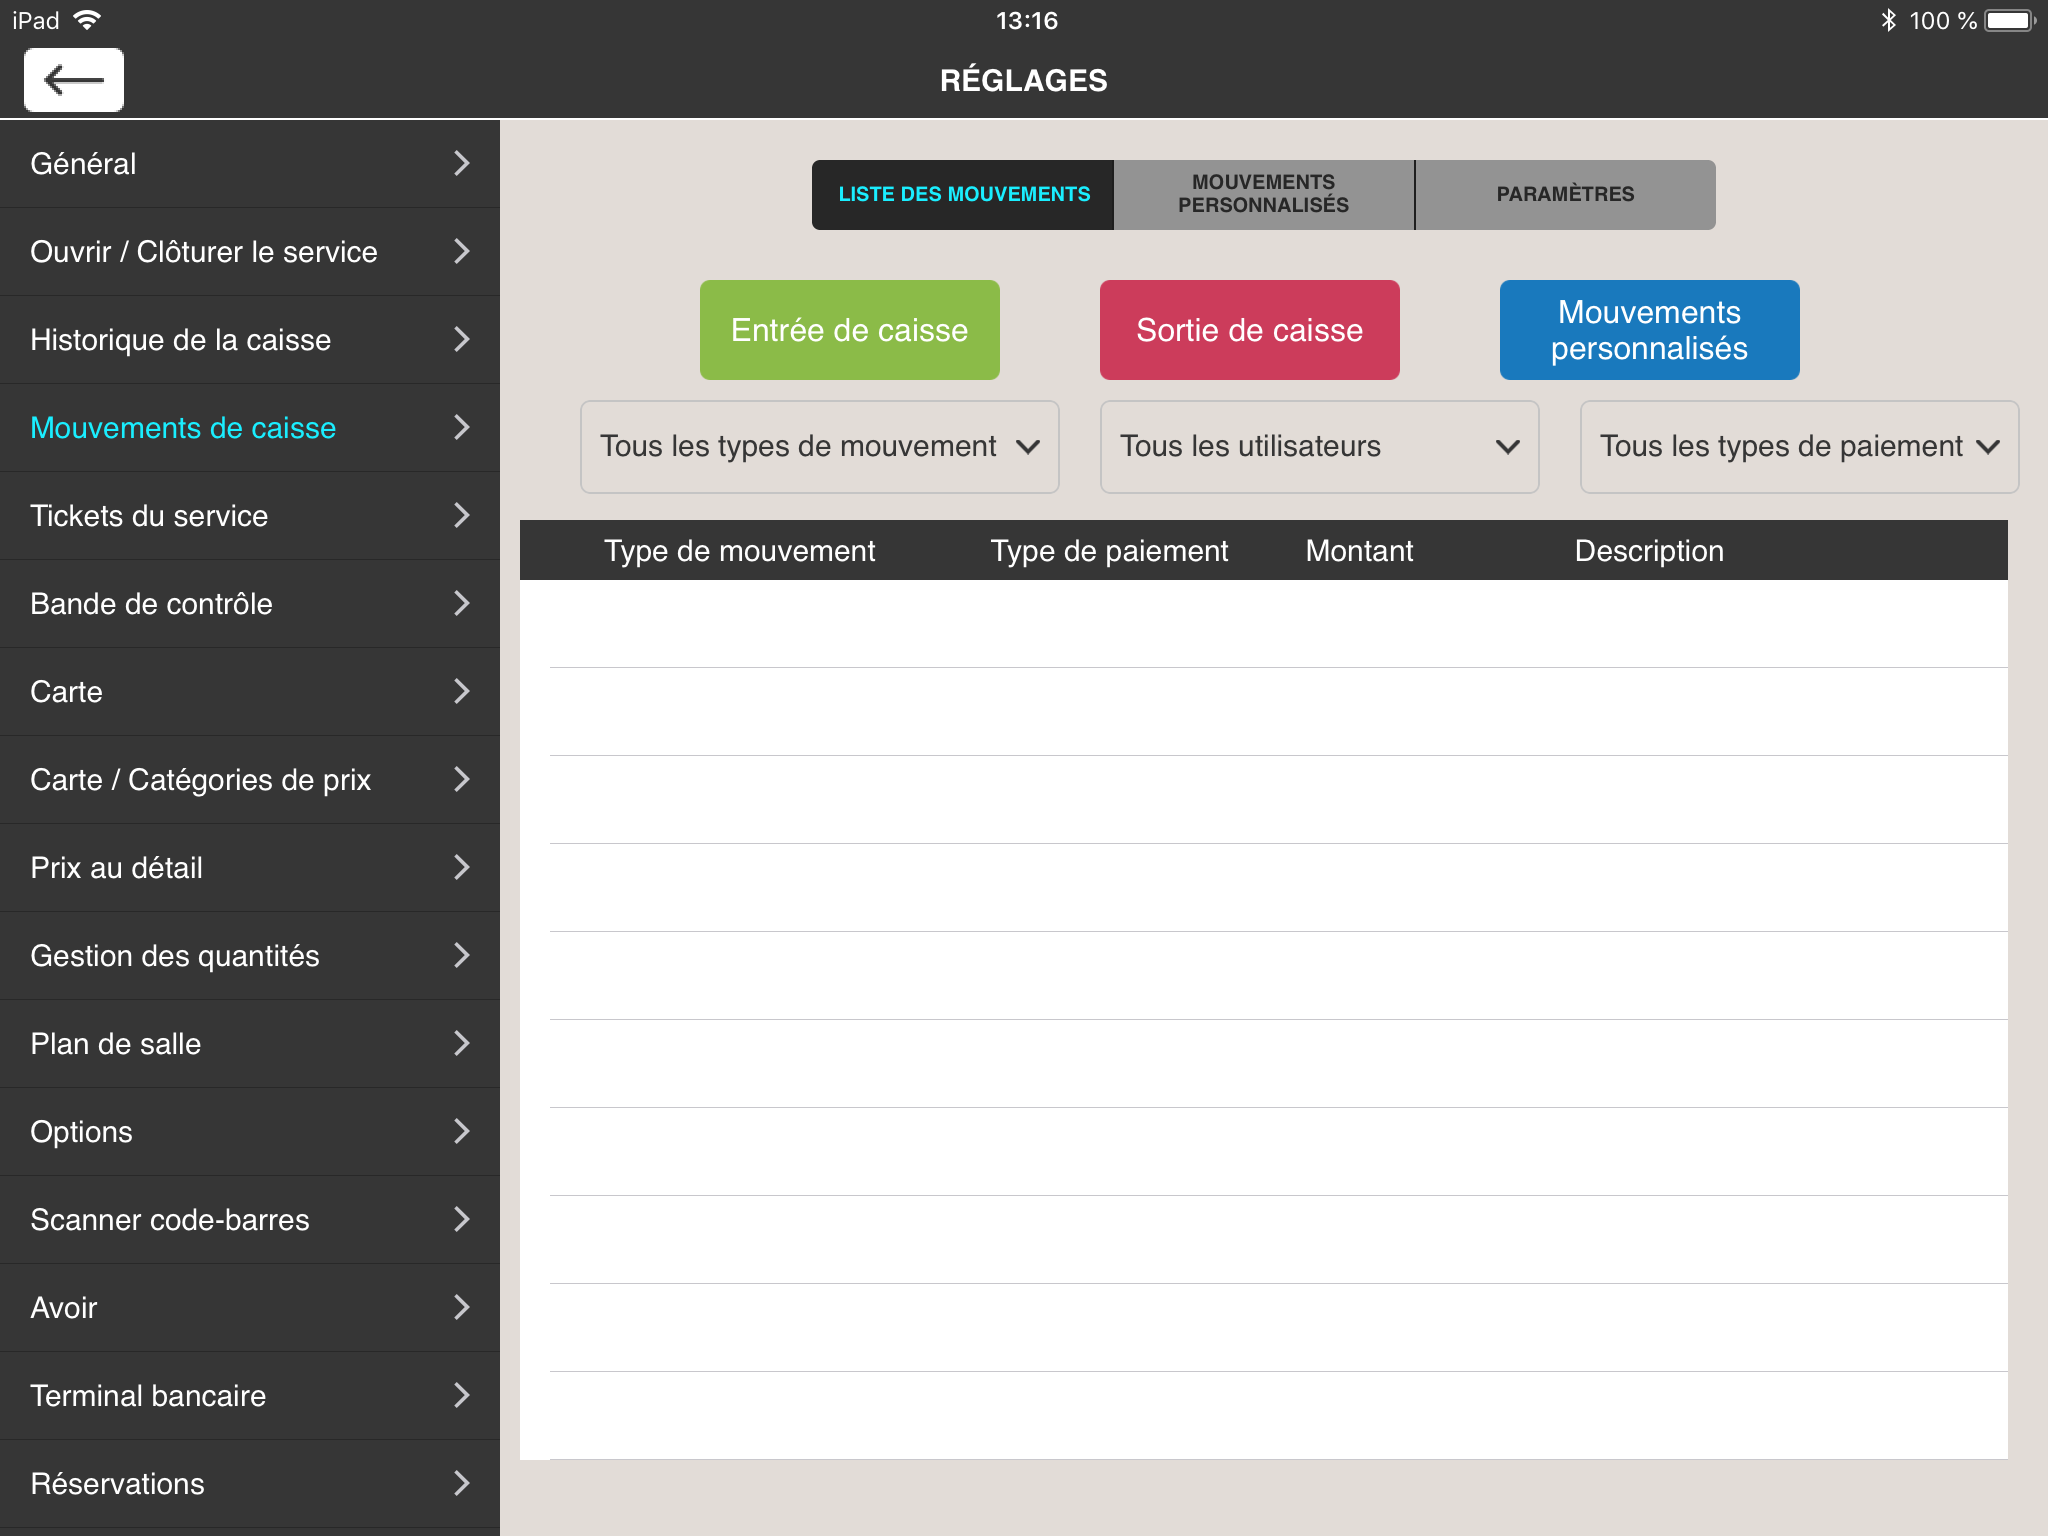 iPad
13:16
100 %
RÉGLAGES
Général
Ouvrir / Clôturer le service
Historique de la caisse
Mouvements de caisse
Tickets du service
Bande de contrôle
Carte
Carte / Catégories de prix
Prix au détail
Gestion des quantités
Plan de salle
Options
Scanner code-barres
Avoir
Terminal bancaire
Réservations
LISTE DES MOUVEMENTS
MOUVEMENTS
PERSONNALISÉS
PARAMÈTRES
Entrée de caisse
Sortie de caisse
Mouvements
personnalisés
Tous les types de mouvement
Tous les utilisateurs
Tous les types de paiement
Type de mouvement
Type de paiement
Montant
Description